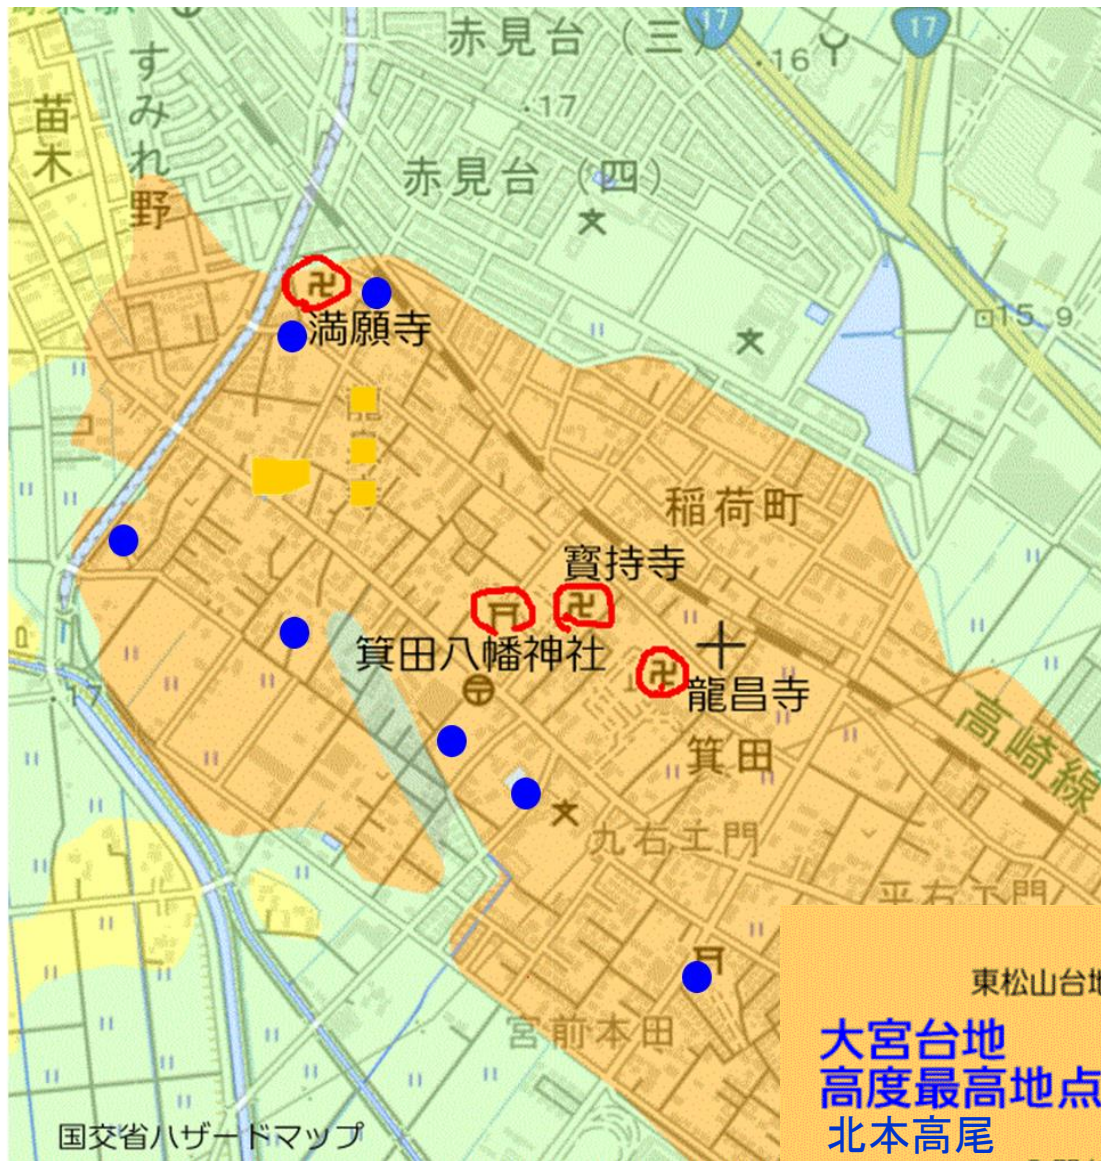 赤見台（三）
17
17
・16
苗木
すみれ野
・17
赤見台（四）
満願寺
15.9
稲荷町
寳持寺
箕田八幡神社
龍昌寺
・17
箕田
高崎線
九右エ門
平右エ門
東松山台地
大宮台地
高度最高地点
宮前本田
北本高尾
国交省ハザードマップ